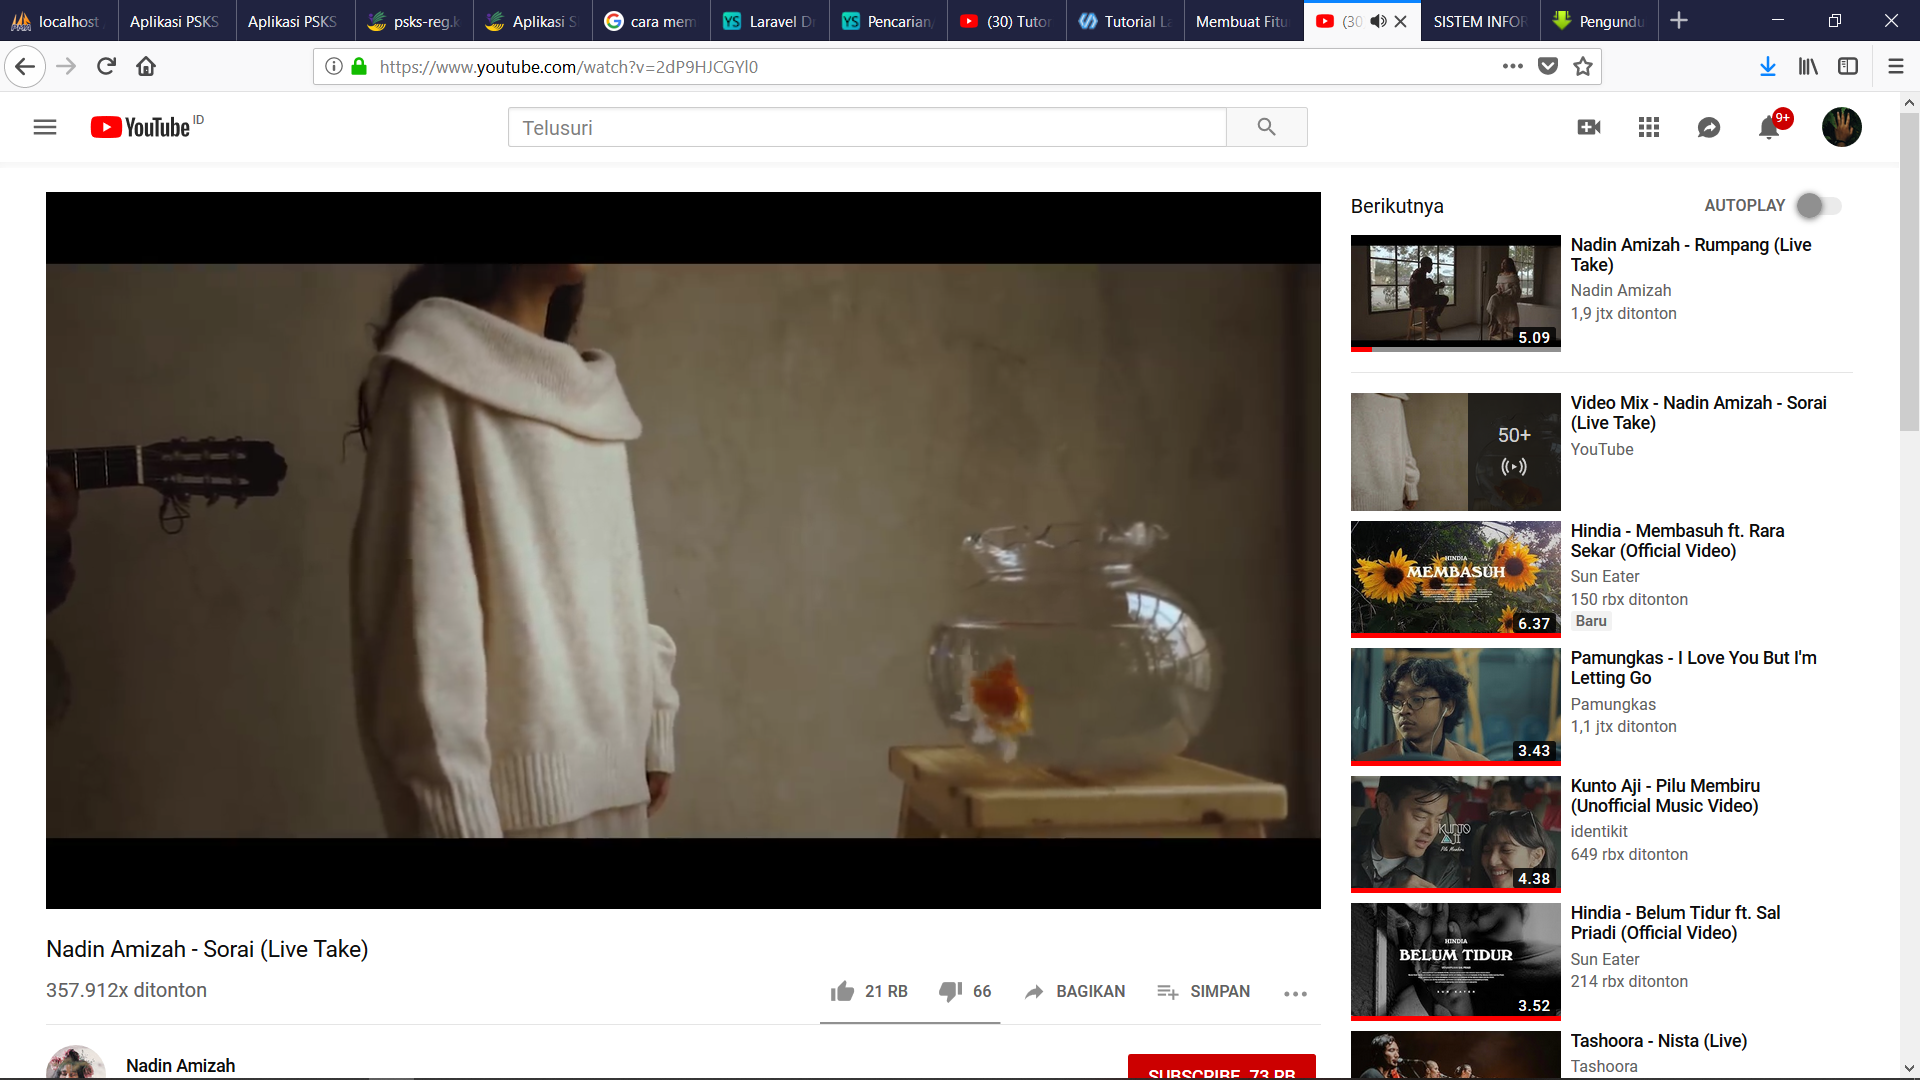 localhost
Aplikasi PSKS
Aplikasi PSKS
psks-reg.k
Aplikasi S
cara mem
Laravel D
Pencarian,
(30) Tutor
Tutorial La
Membuat Fitu
(30
SISTEM INFOR
Pengundu
https://www.youtube.com/watch?v=2dP9HJCGYl0
YouTube ID
Telusuri
9+
Berikutnya
AUTOPLAY
Nadin Amizah - Rumpang (Live
Take)
Nadin Amizah
1,9 jtx ditonton
5.09
Video Mix - Nadin Amizah - Sorai
(Live Take)
YouTube
50+
Hindia - Membasuh ft. Rara
Sekar (Official Video)
Sun Eater
150 rbx ditonton
Baru
HINDIA
MEMBASUH
6.37
Pamungkas - I Love You But I'm
Letting Go
Pamungkas
1,1 jtx ditonton
3.43
Kunto Aji - Pilu Membiru
(Unofficial Music Video)
identikit
649 rbx ditonton
KUNTO
AJI
Pilu Membiru
4.38
Hindia - Belum Tidur ft. Sal
Priadi (Official Video)
Sun Eater
214 rbx ditonton
HINDIA
BELUM TIDUR
SUN EATER
3.52
Tashoora - Nista (Live)
Tashoora
Nadin Amizah - Sorai (Live Take)
357.912x ditonton
21 RB
66
BAGIKAN
SIMPAN
Nadin Amizah
SUBSCRIBE 73 RB